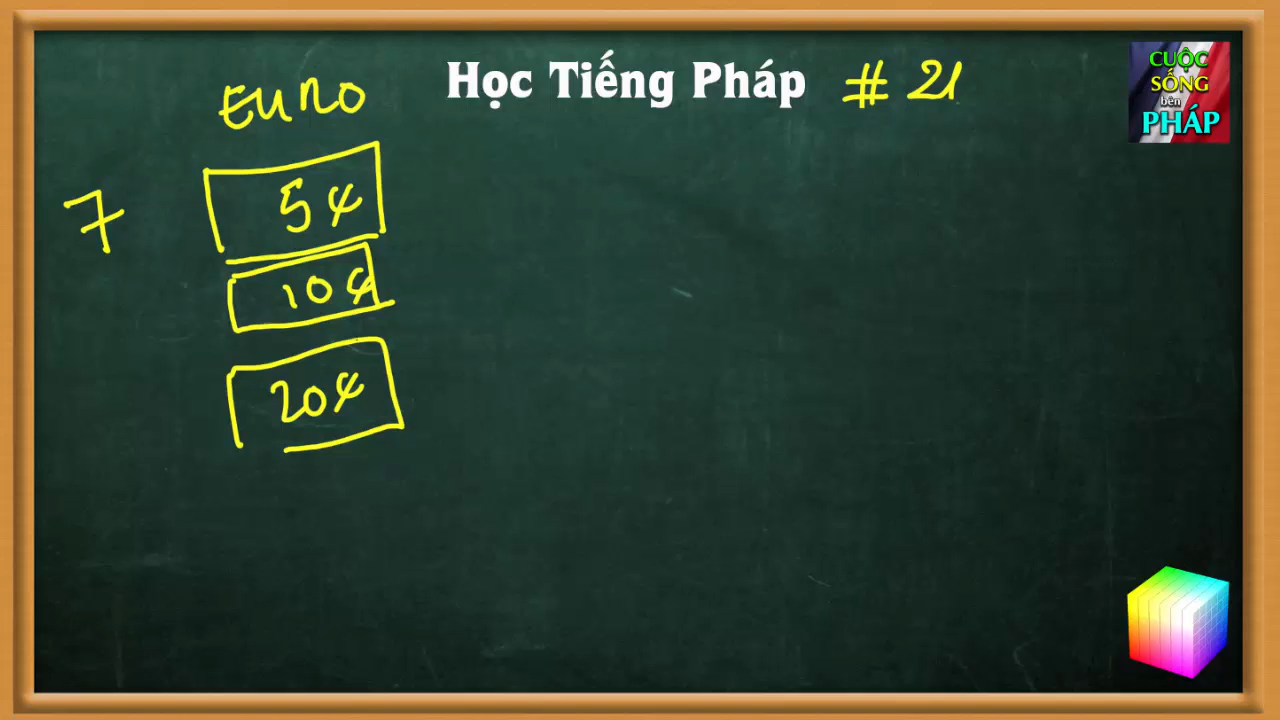 Học Tiếng Pháp # 21
CUỘC
SỐNG
bên
PHÁP
EURO
7
5€
10€
20€